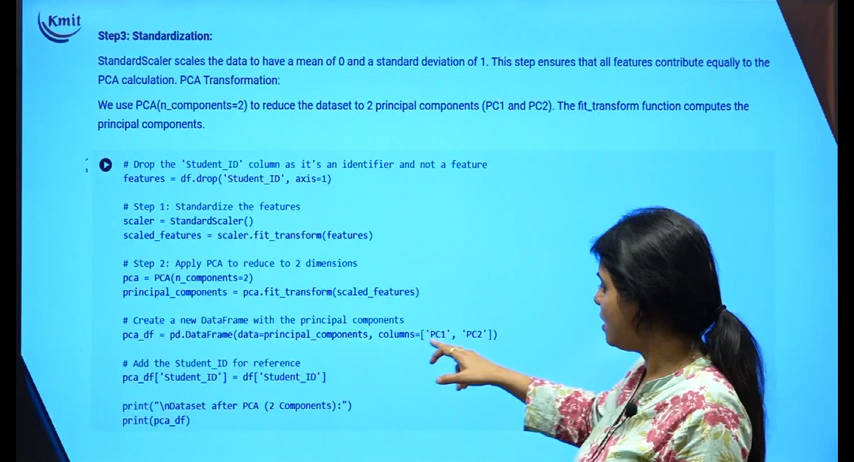 Kmit
Step3: Standardization:
StandardScaler scales the data to have a mean of 0 and a standard deviation of 1. This step ensures that all features contribute equally to the
PCA calculation. PCA Transformation:
We use PCA(n_components=2) to reduce the dataset to 2 principal components (PC1 and PC2). The fit_transform function computes the
principal components.
# Drop the 'Student_ID' column as it's an identifier and not a feature
features = df.drop('Student_ID', axis=1)
# Step 1: Standardize the features
scaler = StandardScaler()
scaled_features = scaler.fit_transform(features)
# Step 2: Apply PCA to reduce to 2 dimensions
pca = PCA(n_components=2)
principal_components = pca.fit_transform(scaled_features)
# Create a new DataFrame with the principal components
pca_df = pd.DataFrame(data=principal_components, columns=['PC1', 'PC2'])
# Add the Student_ID for reference
pca_df['Student_ID'] = df['Student_ID']
print("\nDataset after PCA (2 Components):")
print(pca_df)